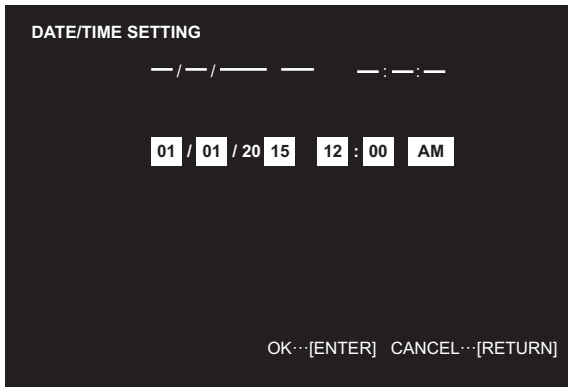 DATE/TIME SETTING
—/—/—— —— —:—:—
01 / 01 / 20 15 12 : 00 AM
OK···[ENTER] CANCEL···[RETURN]